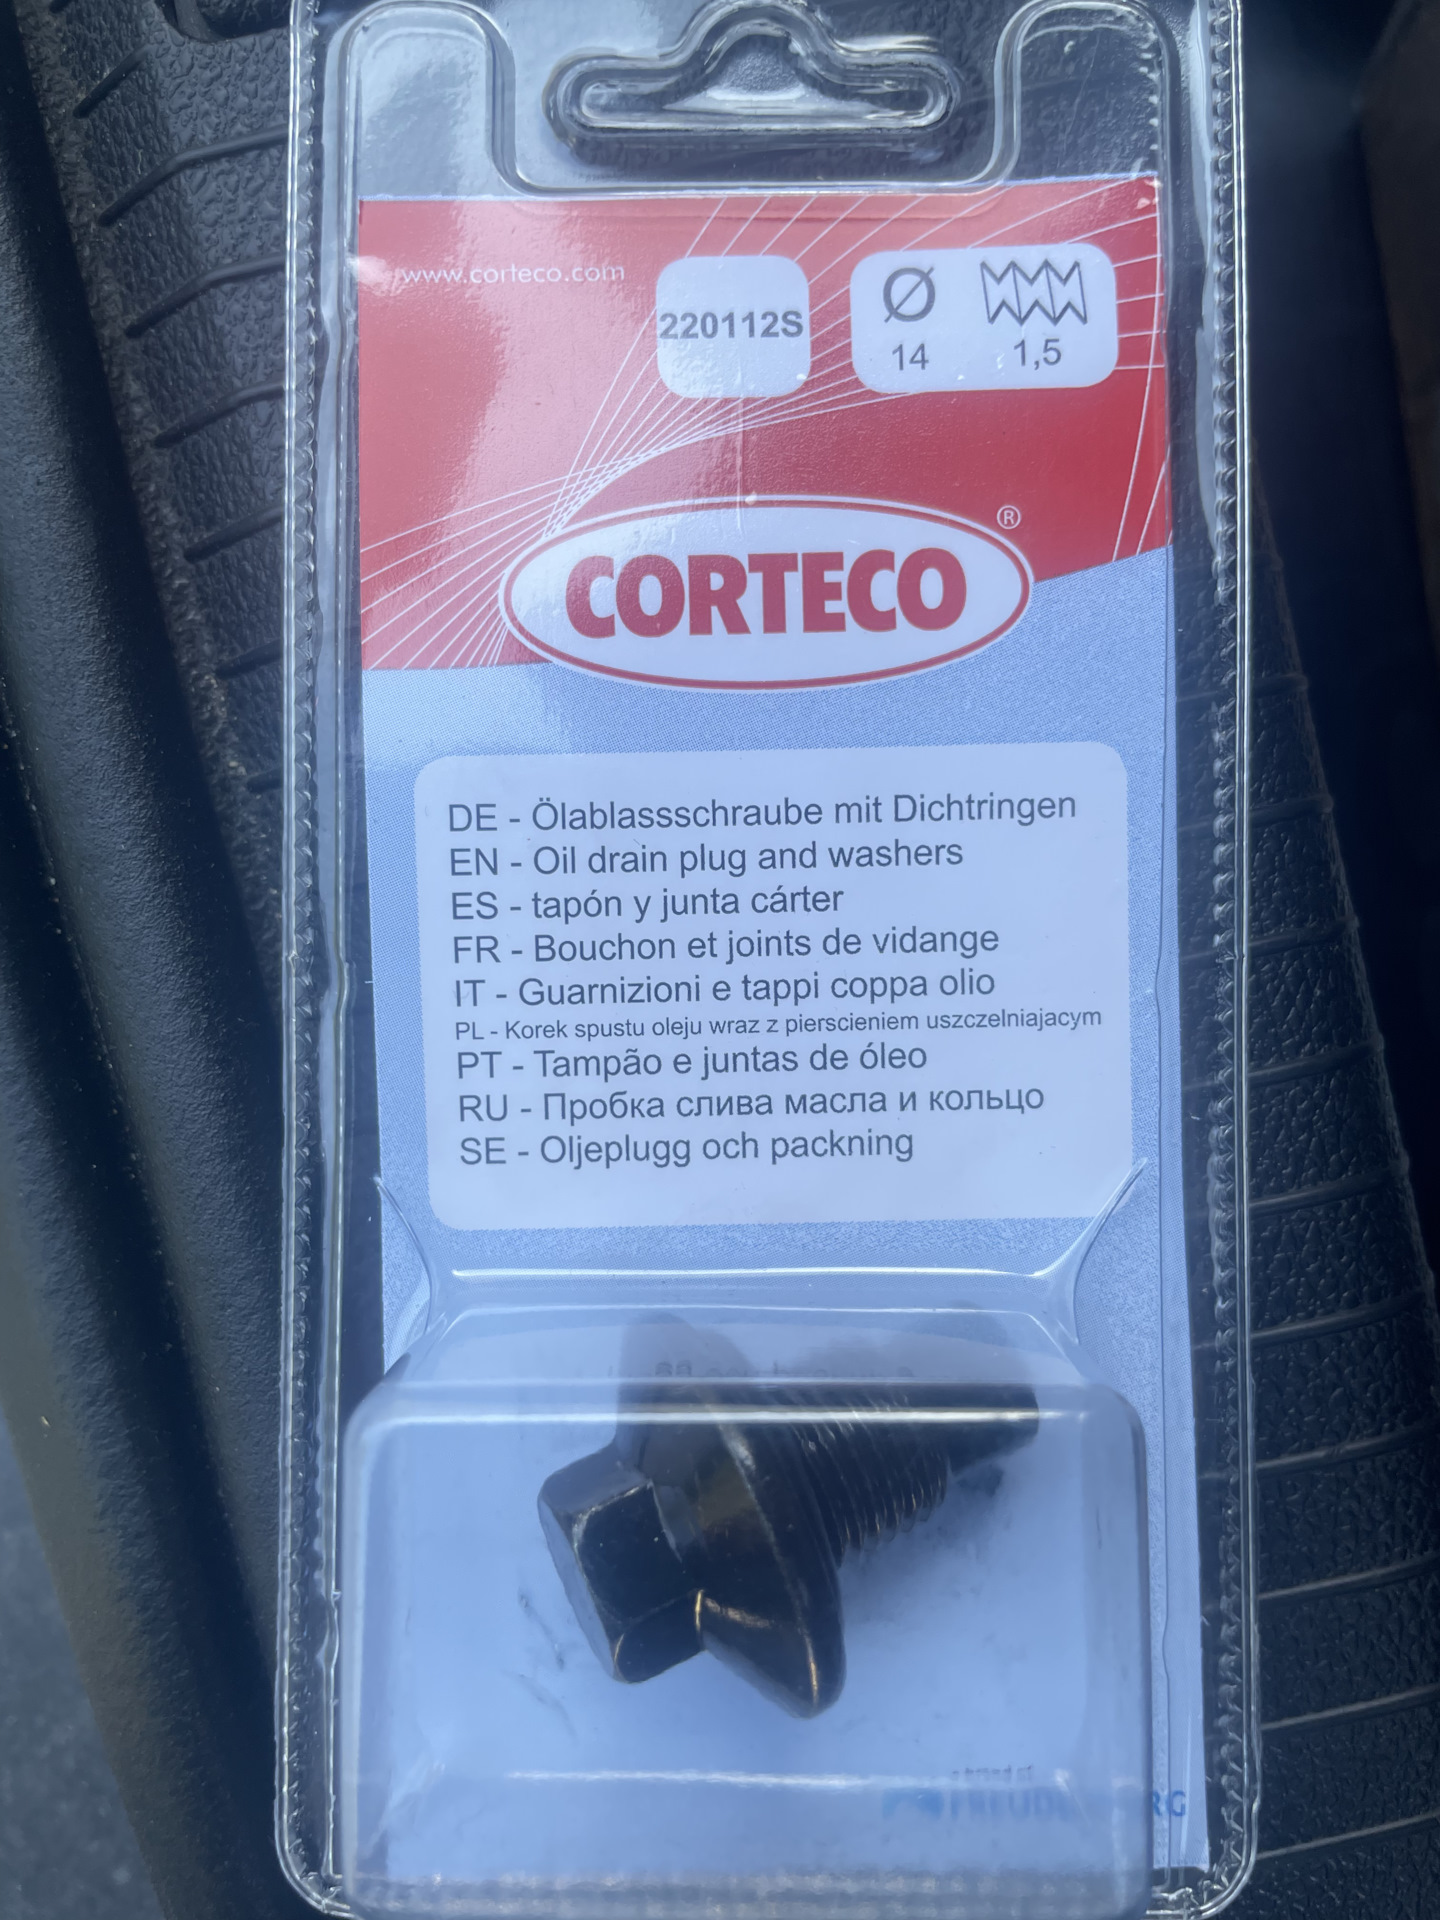 www.corteco.com
220112S
Ø
14 1,5
CORTECO®
DE - Ölablassschraube mit Dichtringen
EN - Oil drain plug and washers
ES - tapón y junta cárter
FR - Bouchon et joints de vidange
IT - Guarnizioni e tappi coppa olio
PL - Korek spustu oleju wraz z pierscieniem uszczelniajacym
PT - Tampão e juntas de óleo
RU - Пробка слива масла и кольцо
SE - Oljeplugg och packning